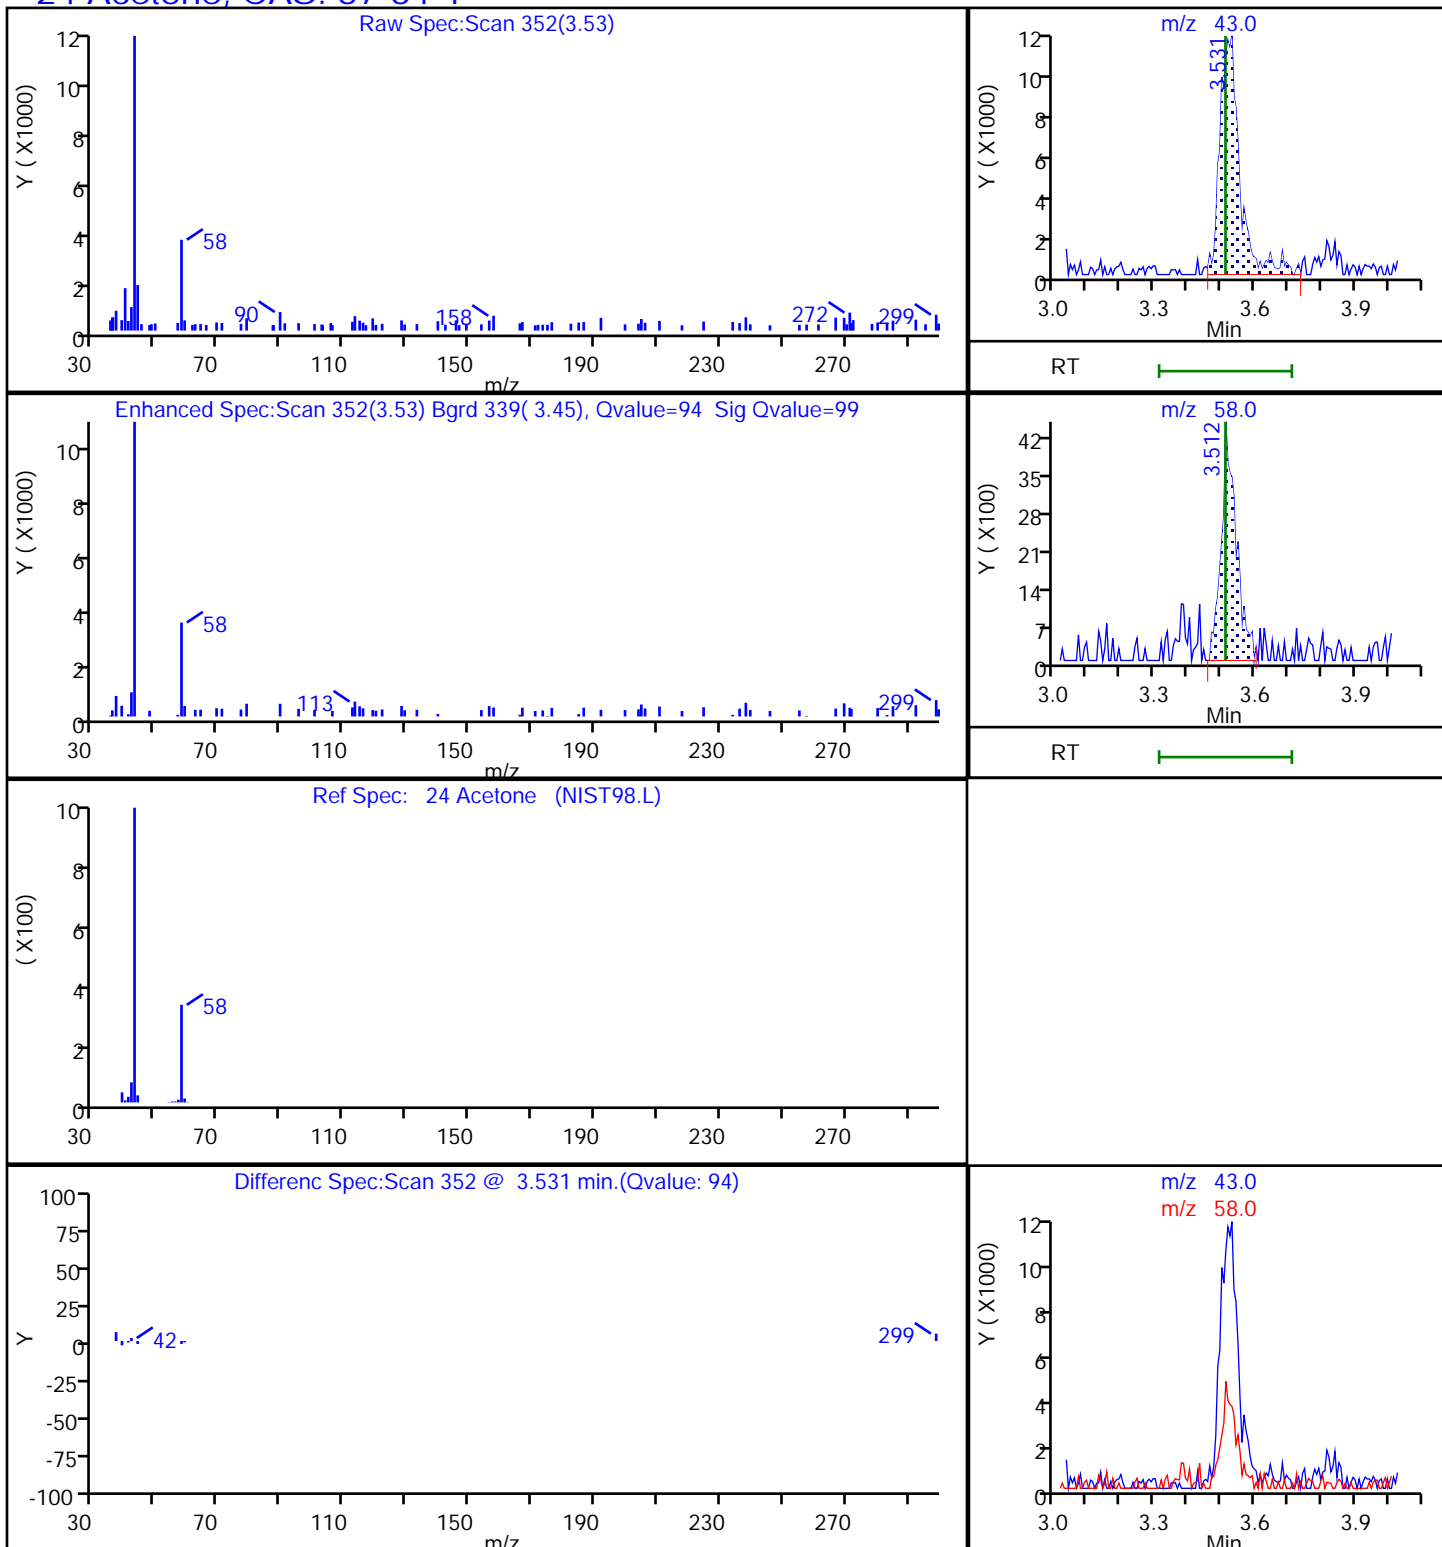 Raw Spec:Scan 352(3.53)
12
10
8
6
4
2
0
Y ( X1000)
58
90
158
272
299
30 70 110 150 190 230 270
m/z
m/z 43.0
12
10
8
6
4
2
0
Y ( X1000)
3.531
3.0 3.3 3.6 3.9
Min
RT
Enhanced Spec:Scan 352(3.53) Bgrd 339( 3.45), Qvalue=94 Sig Qvalue=99
10
8
6
4
2
0
Y ( X1000)
58
113
299
30 70 110 150 190 230 270
m/z
m/z 58.0
42
35
28
21
14
7
0
Y ( X100)
3.512
3.0 3.3 3.6 3.9
Min
RT
Ref Spec: 24 Acetone (NIST98.L)
10
8
6
4
2
0
( X100)
58
30 70 110 150 190 230 270
Differenc Spec:Scan 352 @ 3.531 min.(Qvalue: 94)
100
75
50
25
0
-25
-50
-75
-100
Y
42
299
30 70 110 150 190 230 270
m/z
m/z 43.0
m/z 58.0
12
10
8
6
4
2
0
Y ( X1000)
3.0 3.3 3.6 3.9
Min